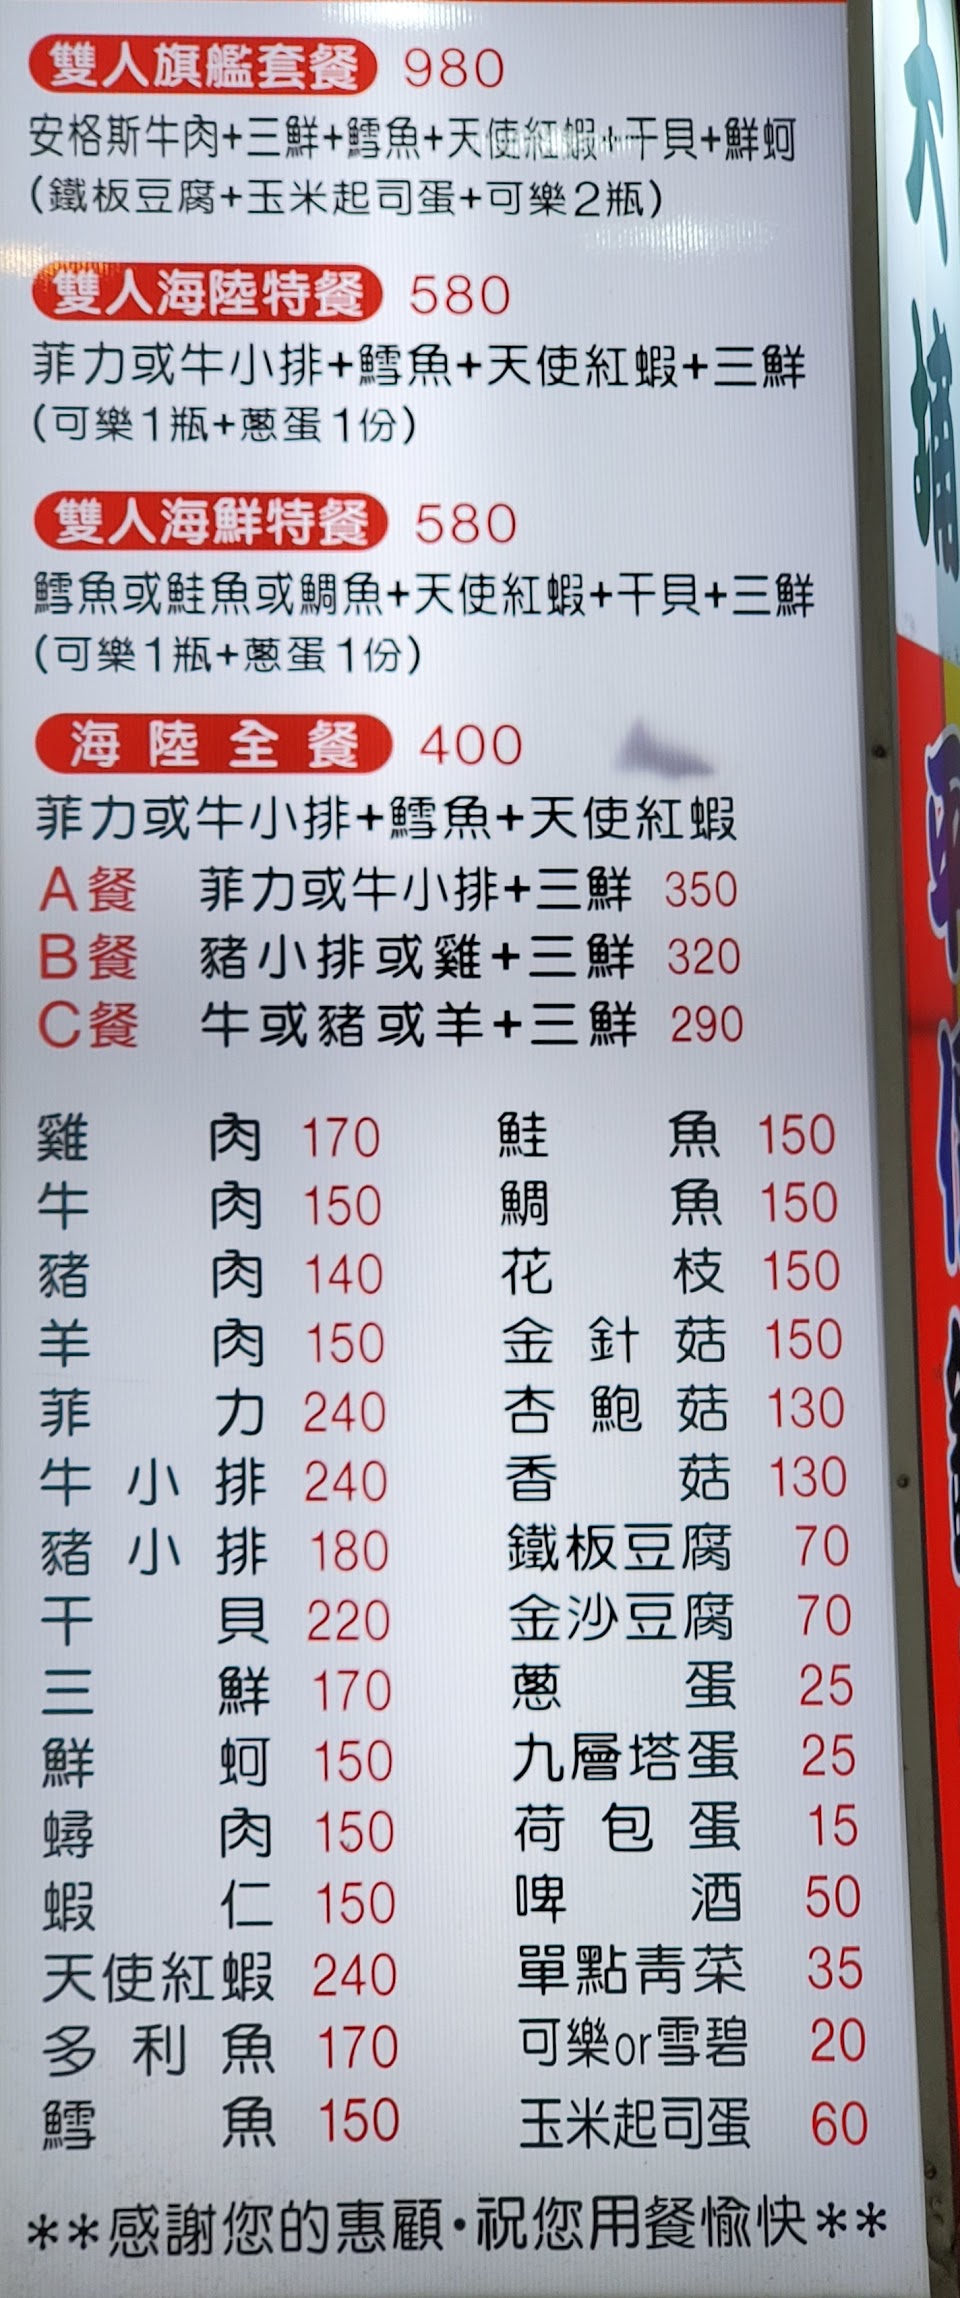 雙人旗艦套餐 980
安格斯牛肉+三鮮+鱈魚+天使紅蝦+干貝+鮮蚵
(鐵板豆腐+玉米起司蛋+可樂2瓶)
雙人海陸特餐 580
菲力或牛小排+鱈魚+天使紅蝦+三鮮
(可樂1瓶+蔥蛋1份)
雙人海鮮特餐 580
鱈魚或鮭魚或鯛魚+天使紅蝦+干貝+三鮮
(可樂1瓶+蔥蛋1份)
海陸全餐 400
菲力或牛小排+鱈魚+天使紅蝦
A餐 菲力或牛小排+三鮮 350
B餐 豬小排或雞+三鮮 320
C餐 牛或豬或羊+三鮮 290
雞肉 170
牛肉 150
豬肉 140
羊肉 150
菲力 240
牛小排 240
豬小排 180
干貝 220
三鮮 170
鮮蚵 150
蟳肉 150
蝦仁 150
天使紅蝦 240
多利魚 170
鱈魚 150
鮭魚 150
鯛魚 150
花枝 150
金針菇 150
杏鮑菇 130
香菇 130
鐵板豆腐 70
金沙豆腐 70
蔥蛋 25
九層塔蛋 25
荷包蛋 15
啤酒 50
單點青菜 35
可樂or雪碧 20
玉米起司蛋 60
**感謝您的惠顧·祝您用餐愉快**